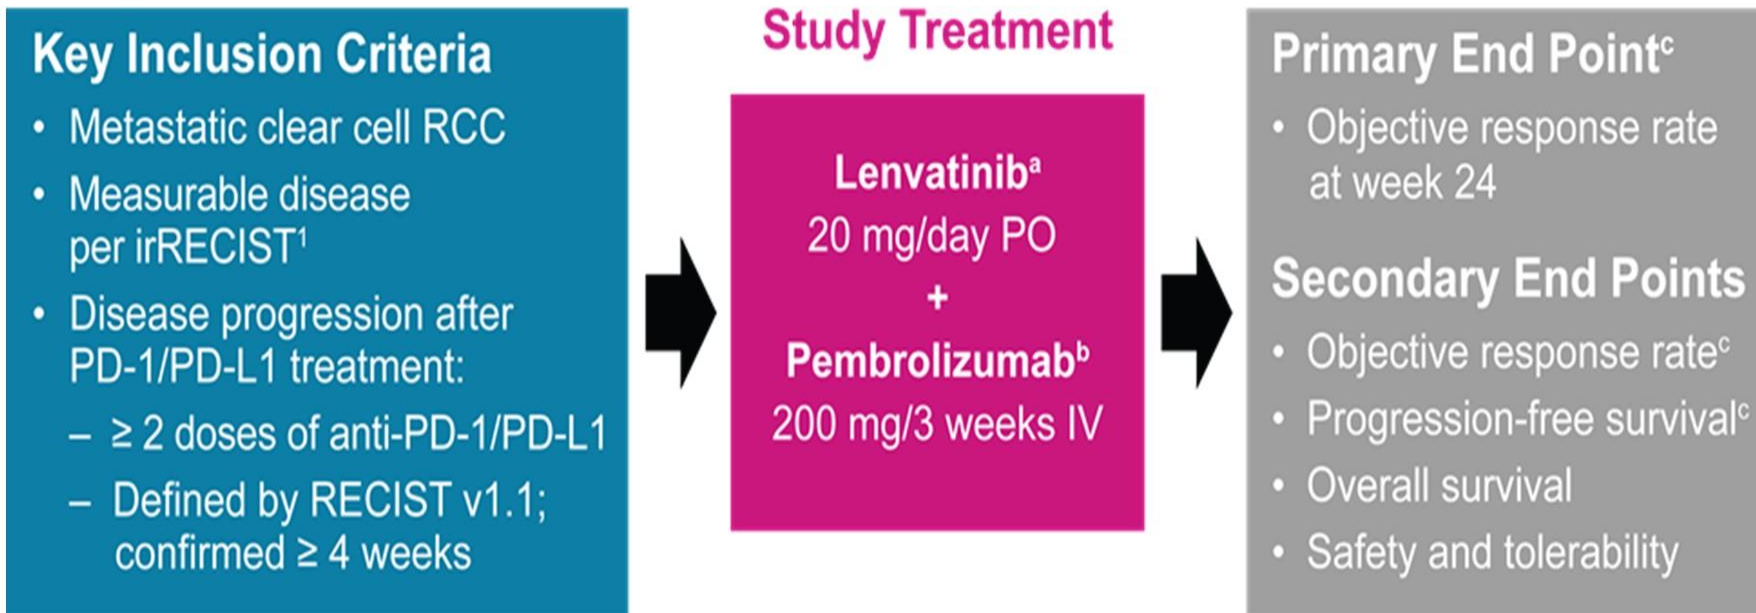 Key Inclusion Criteria
• Metastatic clear cell RCC
• Measurable disease
per irRECIST¹
• Disease progression after
PD-1/PD-L1 treatment:
– ≥ 2 doses of anti-PD-1/PD-L1
– Defined by RECIST v1.1;
confirmed ≥ 4 weeks
Study Treatment
Lenvatinibᵃ
20 mg/day PO
+
Pembrolizumabᵇ
200 mg/3 weeks IV
Primary End Pointᶜ
• Objective response rate
at week 24
Secondary End Points
• Objective response rateᶜ
• Progression-free survivalᶜ
• Overall survival
• Safety and tolerability